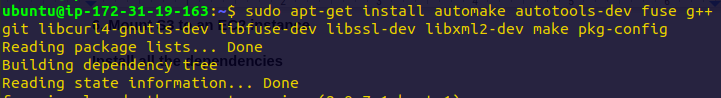 ubuntu@ip-172-31-19-163:~$ sudo apt-get install automake autotools-dev fuse g++
git libcurl4-gnutls-dev libfuse-dev libssl-dev libxml2-dev make pkg-config
Reading package lists... Done
Building dependency tree
Reading state information... Done